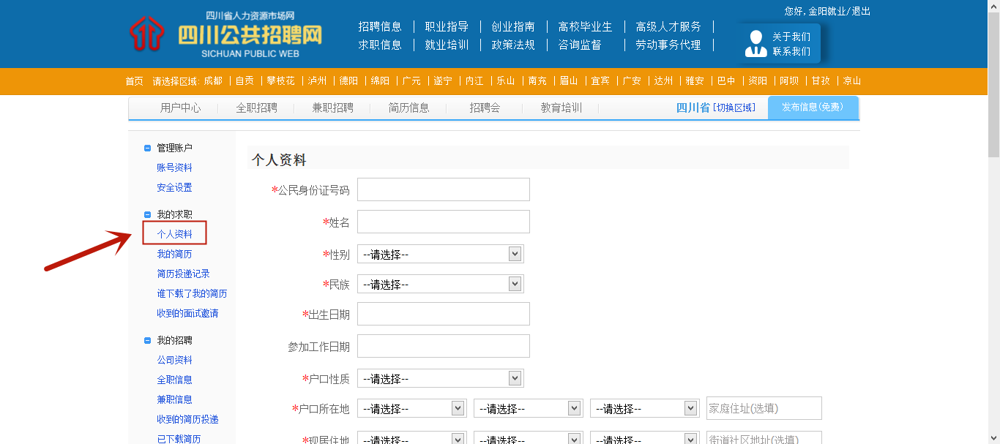 四川省人力资源市场网
四川公共招聘网
SICHUAN PUBLIC WEB
招聘信息 | 职业指导 | 创业指南 | 高校毕业生 | 高级人才服务 |
求职信息 | 就业培训 | 政策法规 | 咨询监督 | 劳动事务代理 |
您好,金阳就业/退出
关于我们
联系我们
首页 请选择区域: 成都 | 自贡 | 攀枝花 | 泸州 | 德阳 | 绵阳 | 广元 | 遂宁 | 内江 | 乐山 | 南充 | 眉山 | 宜宾 | 广安 | 达州 | 雅安 | 巴中 | 资阳 | 阿坝 | 甘孜 | 凉山
用户中心 全职招聘 兼职招聘 简历信息 招聘会 教育培训 四川省 [切换区域] 发布信息(免费)
管理账户
账号资料
安全设置
我的求职
个人资料
我的简历
简历投递记录
谁下载了我的简历
收到的面试邀请
我的招聘
公司资料
全职信息
兼职信息
收到的简历投递
已下载简历
个人资料
*公民身份证号码
*姓名
*性别 --请选择--
*民族 --请选择--
*出生日期
参加工作日期
*户口性质 --请选择--
*户口所在地 --请选择-- --请选择-- --请选择-- 家庭住址(选填)
*现居住地 --请选择-- --请选择-- --请选择-- 街道社区地址(选填)